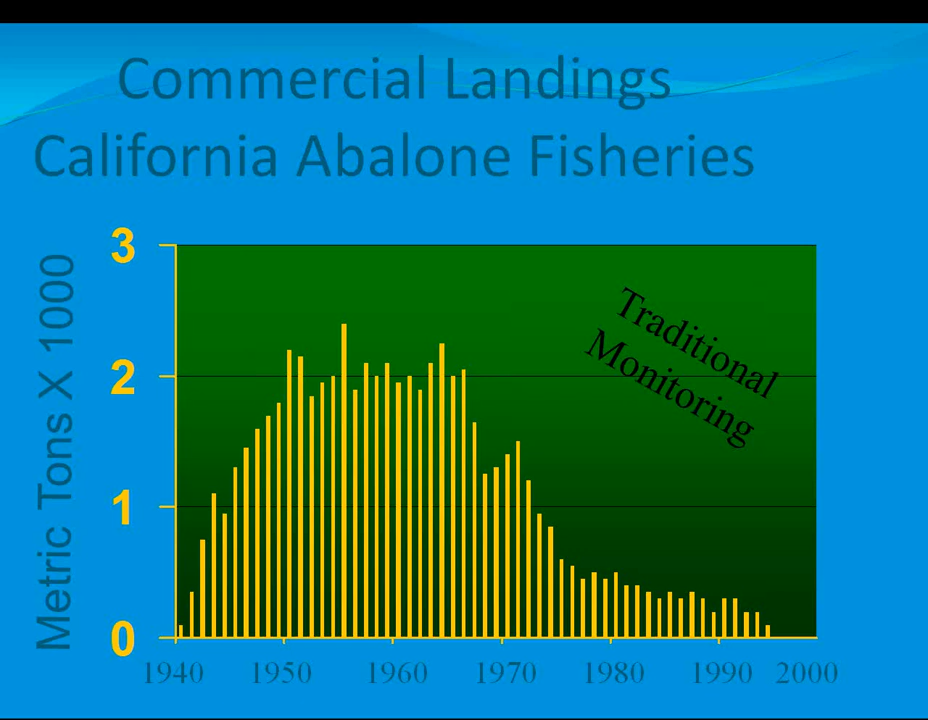 Commercial Landings
California Abalone Fisheries
Metric Tons X 1000
3
2
1
0
Traditional
Monitoring
1940 1950 1960 1970 1980 1990 2000